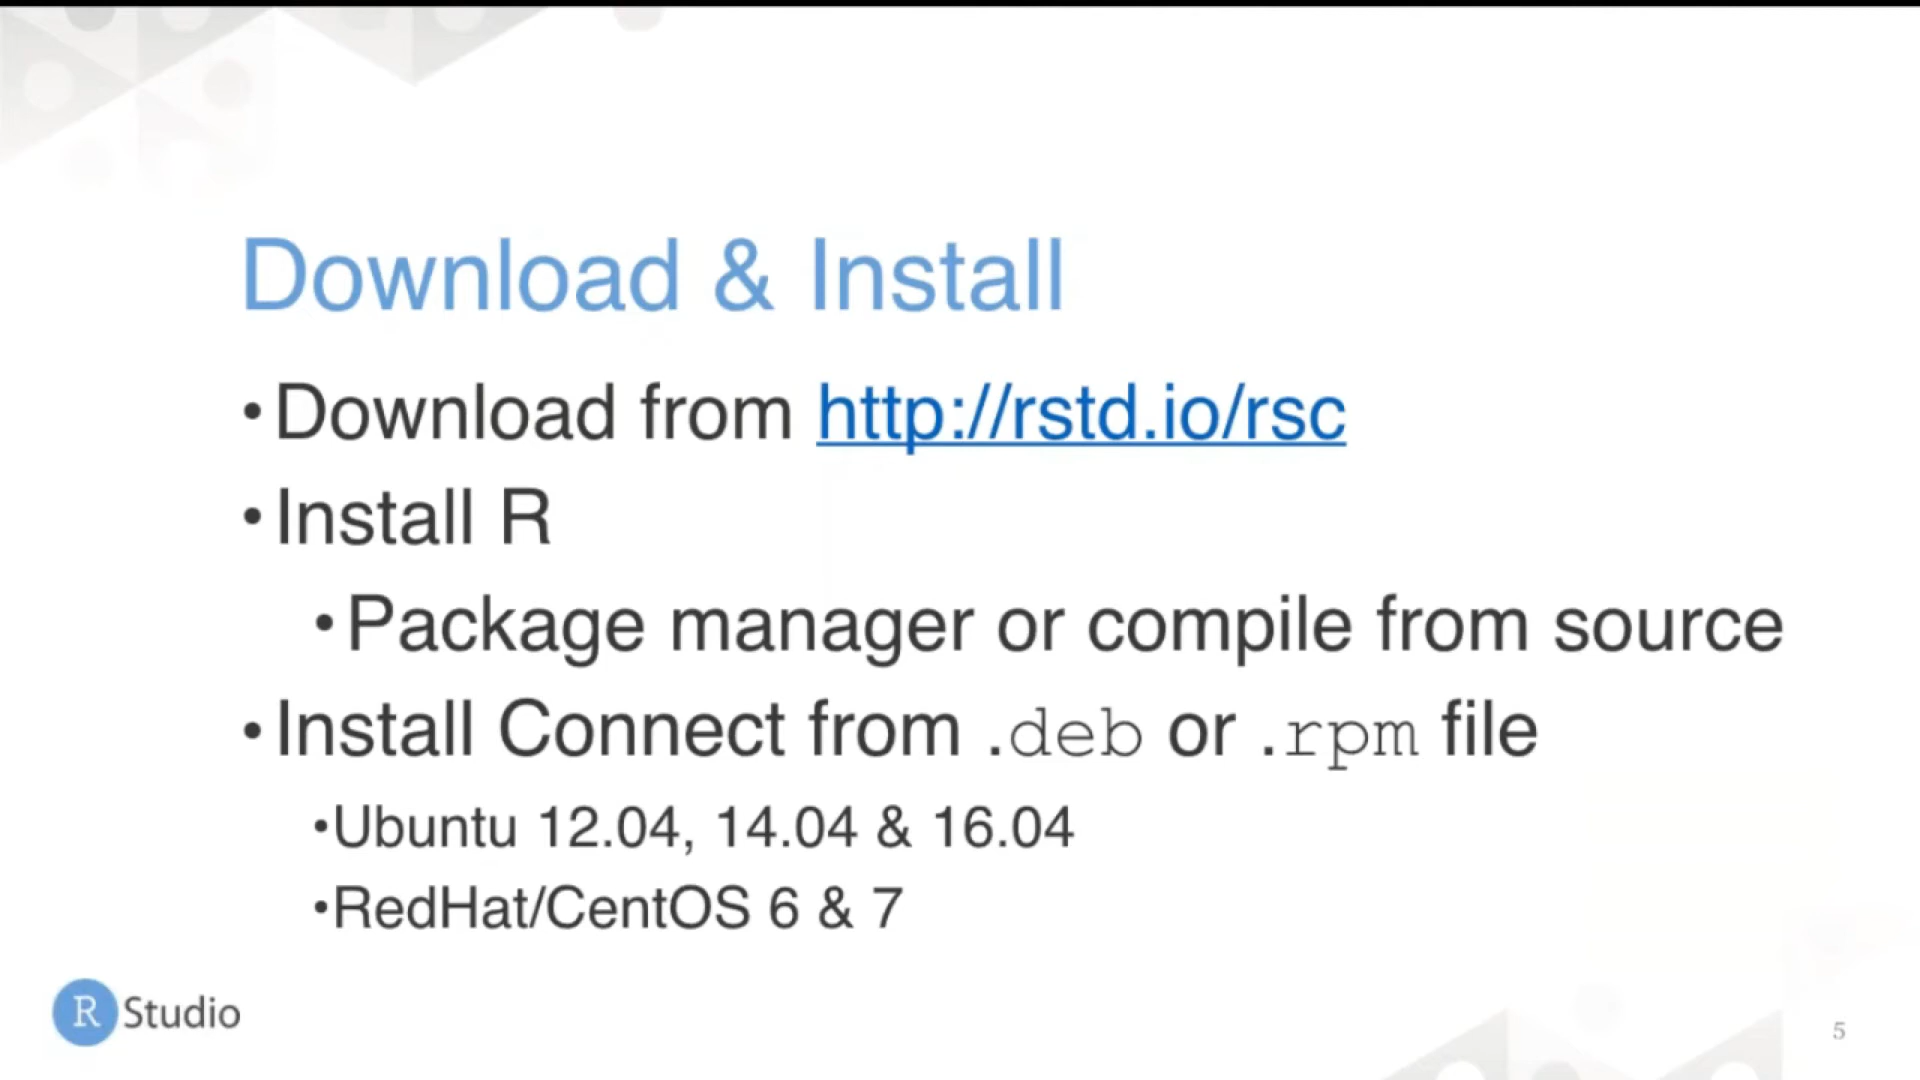 Download & Install
•Download from http://rstd.io/rsc
•Install R
•Package manager or compile from source
•Install Connect from .deb or .rpm file
•Ubuntu 12.04, 14.04 & 16.04
•RedHat/CentOS 6 & 7
R Studio
5